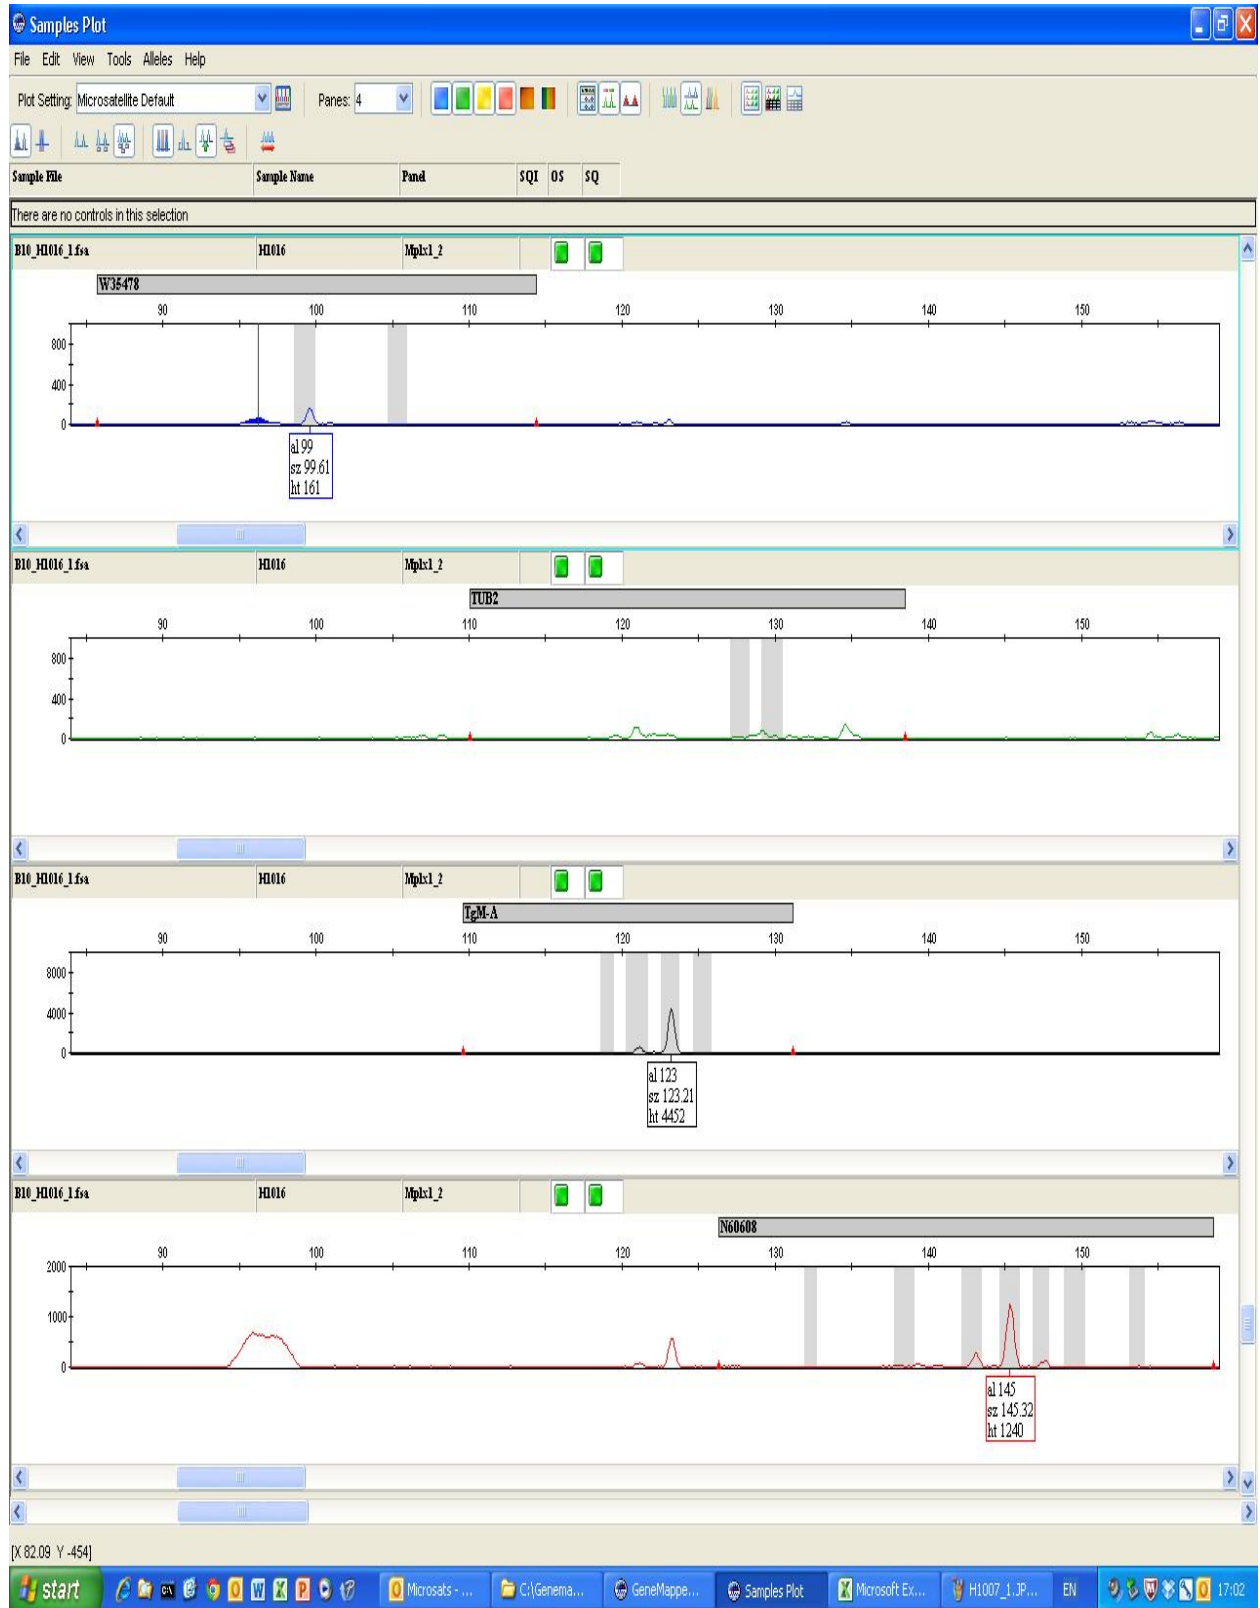 Samples Plot
File Edit View Tools Alleles Help
Plot Setting: Microsatellite Default Panes: 4
Sample File Sample Name Panel SQI OS SQ
There are no controls in this selection
B10_H1016_1.fsa H1016 Mplx1_2
W35478
90 100 110 120 130 140 150
800
400
0
al 99
sz 99.61
ht 161
B10_H1016_1.fsa H1016 Mplx1_2
TUB2
90 100 110 120 130 140 150
800
400
0
B10_H1016_1.fsa H1016 Mplx1_2
TgM-A
90 100 110 120 130 140 150
8000
4000
0
al 123
sz 123.21
ht 4452
B10_H1016_1.fsa H1016 Mplx1_2
N60608
90 100 110 120 130 140 150
2000
1000
0
al 145
sz 145.32
ht 1240
[X 82.09 Y -454]
start Microsats - ... C:\Genema... GeneMappe... Samples Plot Microsoft Ex... H1007_1.JP... EN 17:02